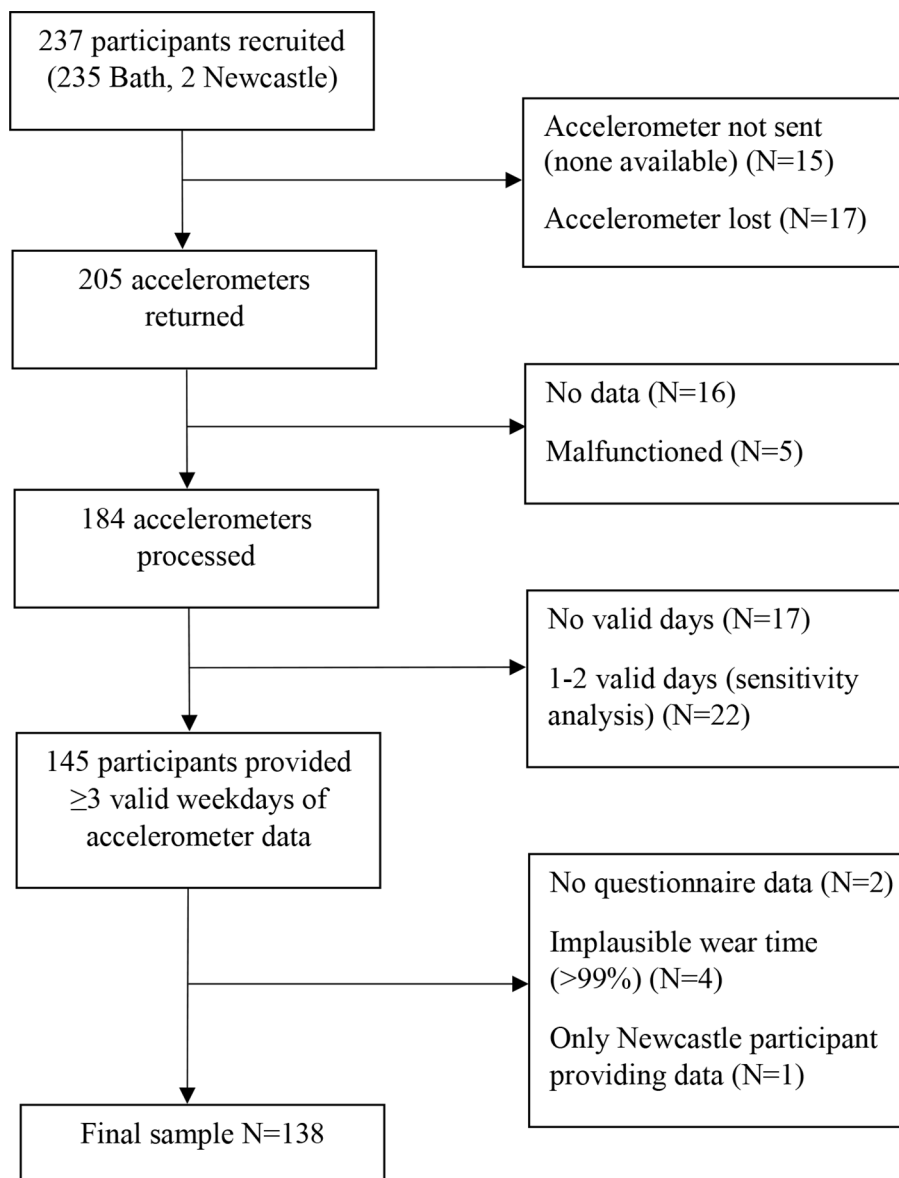 237 participants recruited
(235 Bath, 2 Newcastle)
Accelerometer not sent
(none available) (N=15)
Accelerometer lost (N=17)
205 accelerometers
returned
No data (N=16)
Malfunctioned (N=5)
184 accelerometers
processed
No valid days (N=17)
1-2 valid days (sensitivity
analysis) (N=22)
145 participants provided
≥3 valid weekdays of
accelerometer data
No questionnaire data (N=2)
Implausible wear time
(>99%) (N=4)
Only Newcastle participant
providing data (N=1)
Final sample N=138